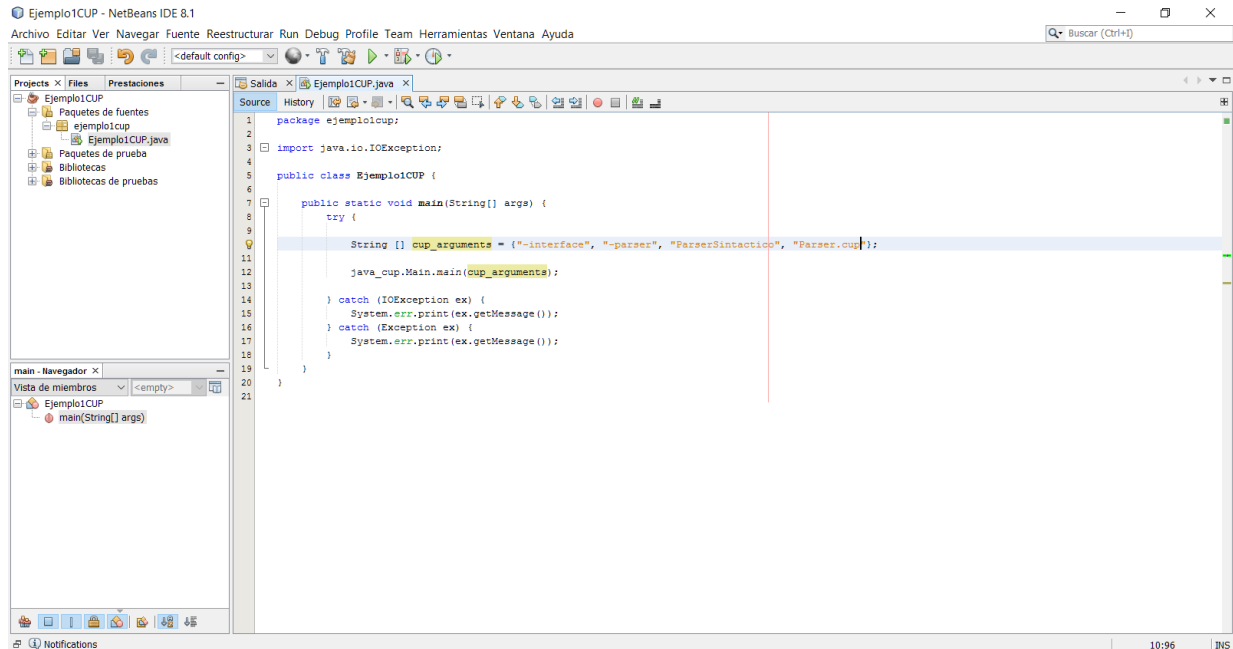 Ejemplo1CUP - NetBeans IDE 8.1
Archivo Editar Ver Navegar Fuente Reestructurar Run Debug Profile Team Herramientas Ventana Ayuda
Buscar (Ctrl+I)
<default config>
Projects Files Prestaciones
Ejemplo1CUP
Paquetes de fuentes
ejemplo1cup
Ejemplo1CUP.java
Paquetes de prueba
Bibliotecas
Bibliotecas de pruebas
main - Navegador
Vista de miembros <empty>
Ejemplo1CUP
main(String[] args)
Salida Ejemplo1CUP.java
Source History
1 package ejemplo1cup;
2
3 import java.io.IOException;
4
5 public class Ejemplo1CUP {
6
7 public static void main(String[] args) {
8 try {
9
String [] cup_arguments = {"-interface", "-parser", "ParserSintactico", "Parser.cup"};
11
12 java_cup.Main.main(cup_arguments);
13
14 } catch (IOException ex) {
15 System.err.print(ex.getMessage());
16 } catch (Exception ex) {
17 System.err.print(ex.getMessage());
18 }
19 }
20 }
21
Notifications
10:96 INS